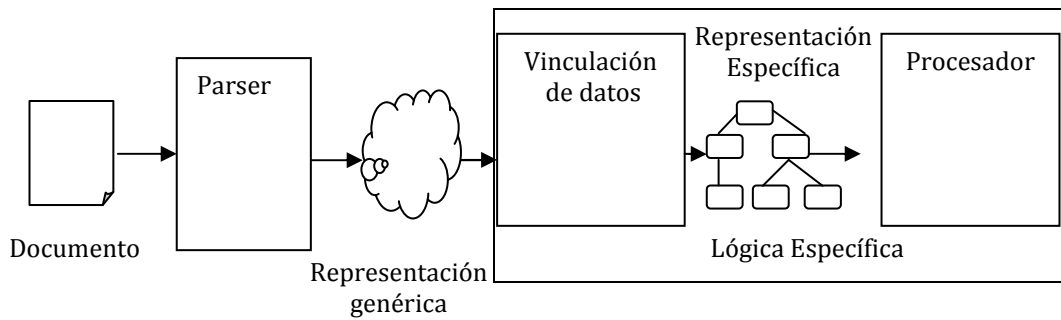 Documento
Parser
Representación
genérica
Vinculación
de datos
Representación
Específica
Lógica Específica
Procesador